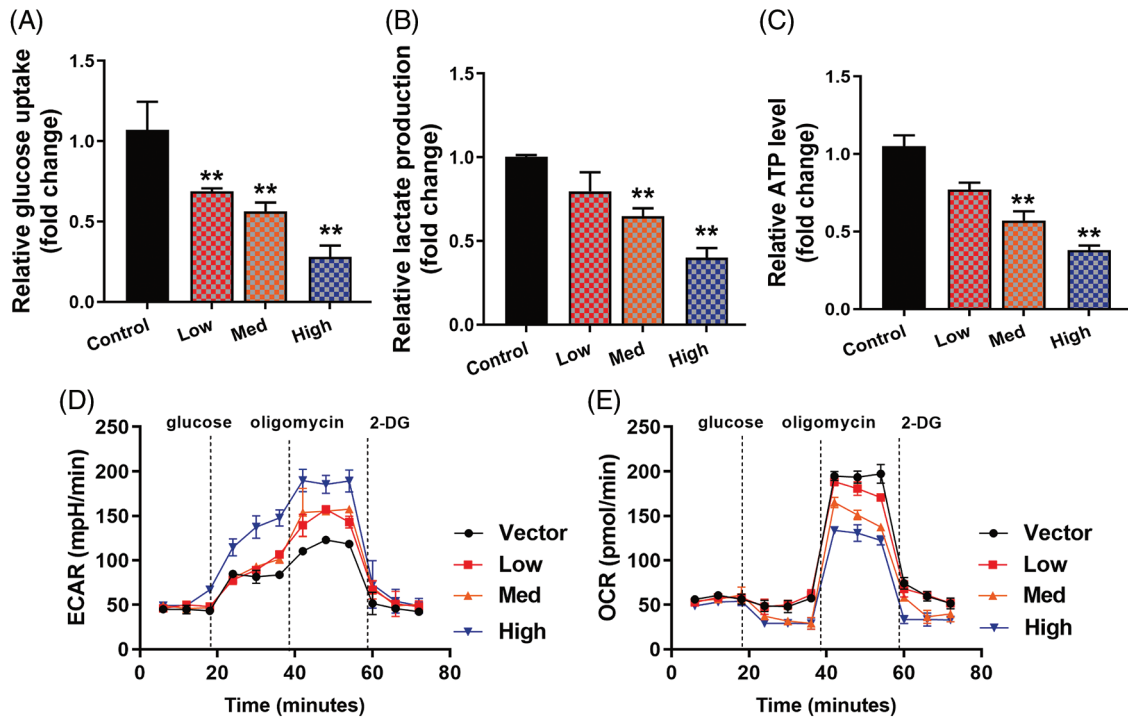 (A)
Relative glucose uptake
(fold change)
1.5
1.0
0.5
0.0
**
**
**
Control
Low
Med
High
(B)
Relative lactate production
(fold change)
1.5
1.0
0.5
0.0
**
**
Control
Low
Med
High
(C)
Relative ATP level
(fold change)
1.5
1.0
0.5
0.0
**
**
Control
Low
Med
High
(D)
glucose
oligomycin
2-DG
ECAR (mpH/min)
250
200
150
100
50
0
0
20
40
60
80
Time (minutes)
Vector
Low
Med
High
(E)
glucose
oligomycin
2-DG
OCR (pmol/min)
250
200
150
100
50
0
0
20
40
60
80
Time (minutes)
Vector
Low
Med
High